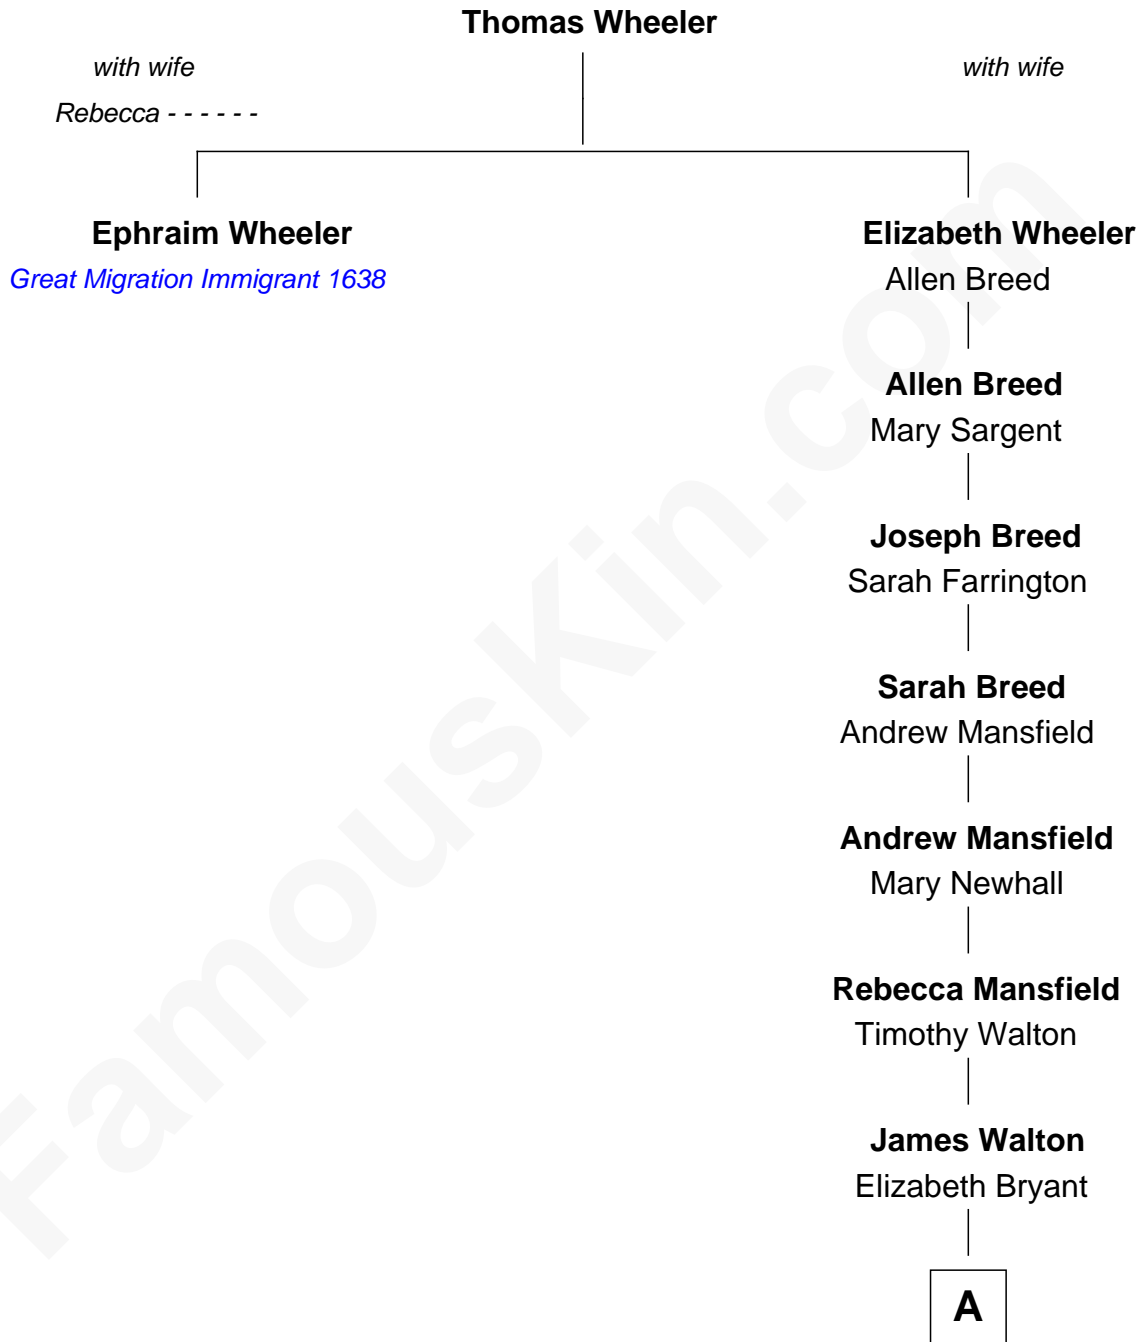 Thomas Wheeler
with wife
with wife
Rebecca - - - - - -
Ephraim Wheeler
Elizabeth Wheeler
Great Migration Immigrant 1638
Allen Breed
Allen Breed
Mary Sargent
Joseph Breed
Sarah Farrington
Sarah Breed
Andrew Mansfield
Andrew Mansfield
Mary Newhall
Rebecca Mansfield
Timothy Walton
James Walton
Elizabeth Bryant
A
FamousKin.com